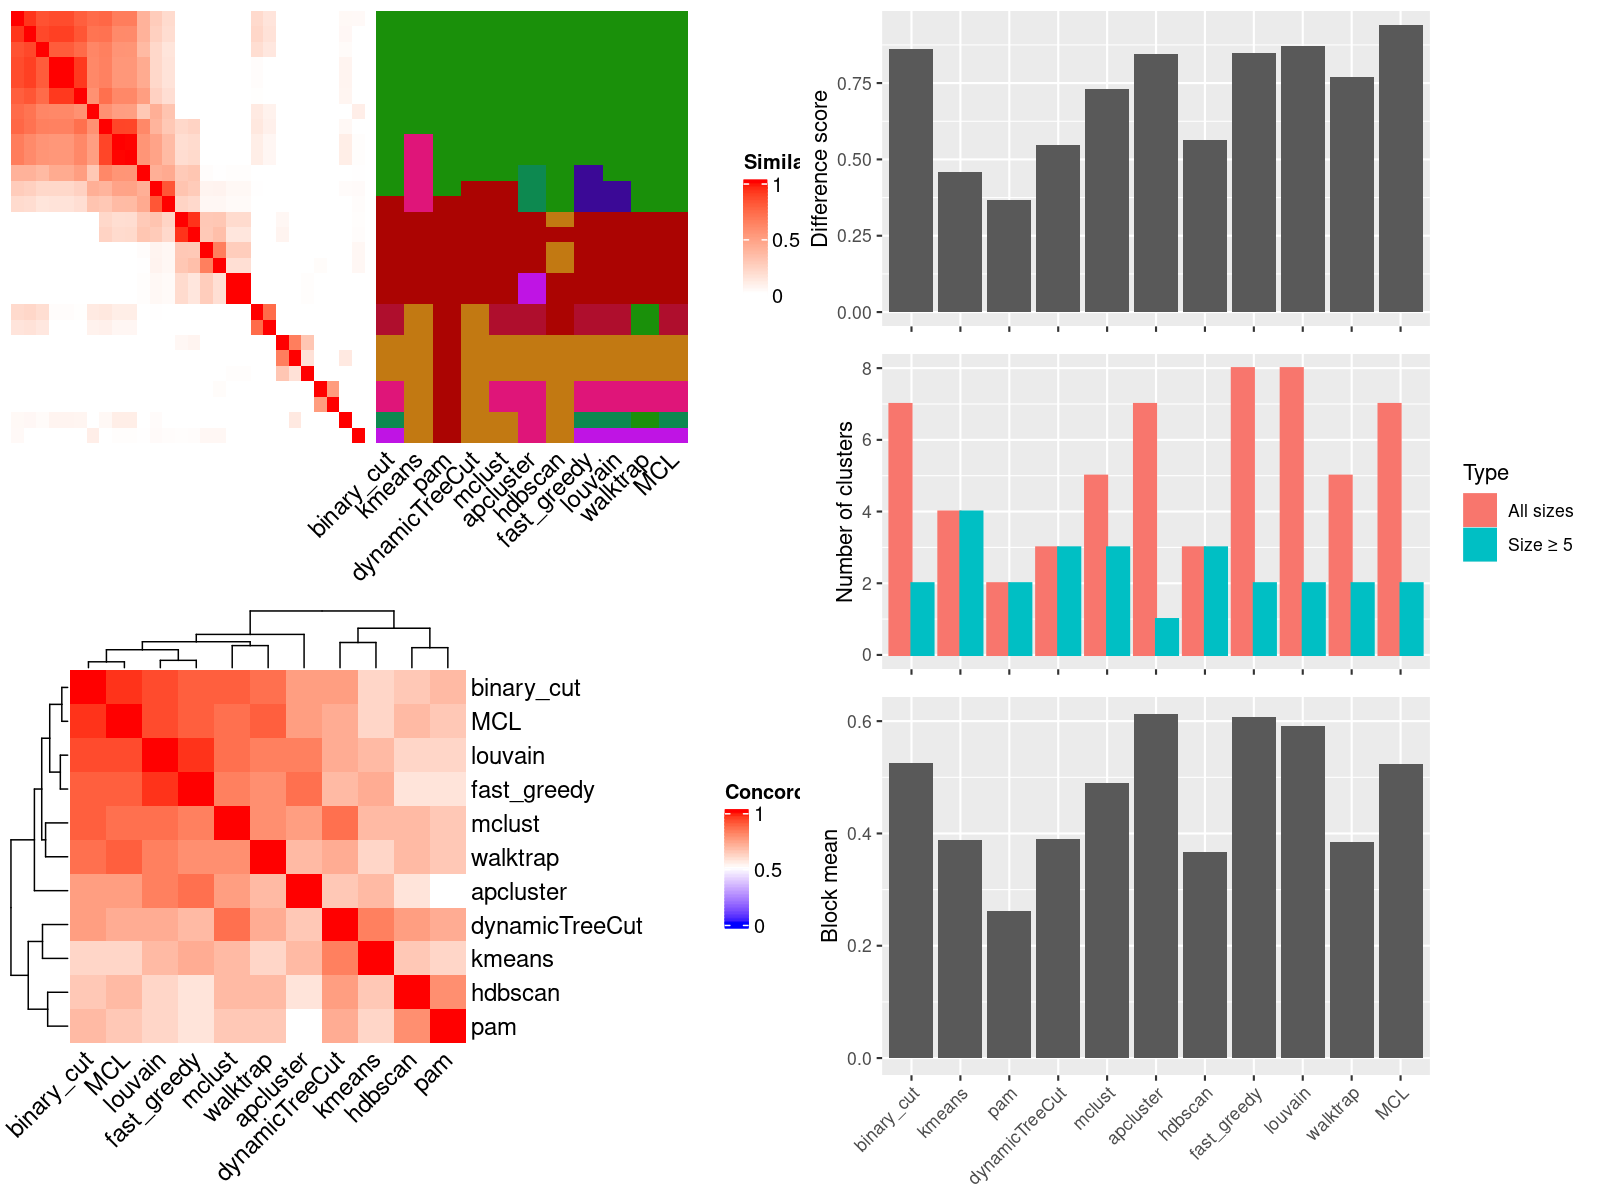 Simila
1
0.5
0
binary_cut
kmeans
pam
dynamicTreeCut
mclust
apcluster
hdbscan
fast_greedy
louvain
walktrap
MCL
binary_cut
MCL
louvain
fast_greedy
mclust
walktrap
apcluster
dynamicTreeCut
kmeans
hdbscan
pam
Concord
1
0.5
0
binary_cut
MCL
louvain
fast_greedy
mclust
walktrap
apcluster
dynamicTreeCut
kmeans
hdbscan
pam
Difference score
0.75
0.50
0.25
0.00
Number of clusters
8
6
4
2
0
Type
All sizes
Size ≥ 5
Block mean
0.6
0.4
0.2
0.0
binary_cut
kmeans
pam
dynamicTreeCut
mclust
apcluster
hdbscan
fast_greedy
louvain
walktrap
MCL